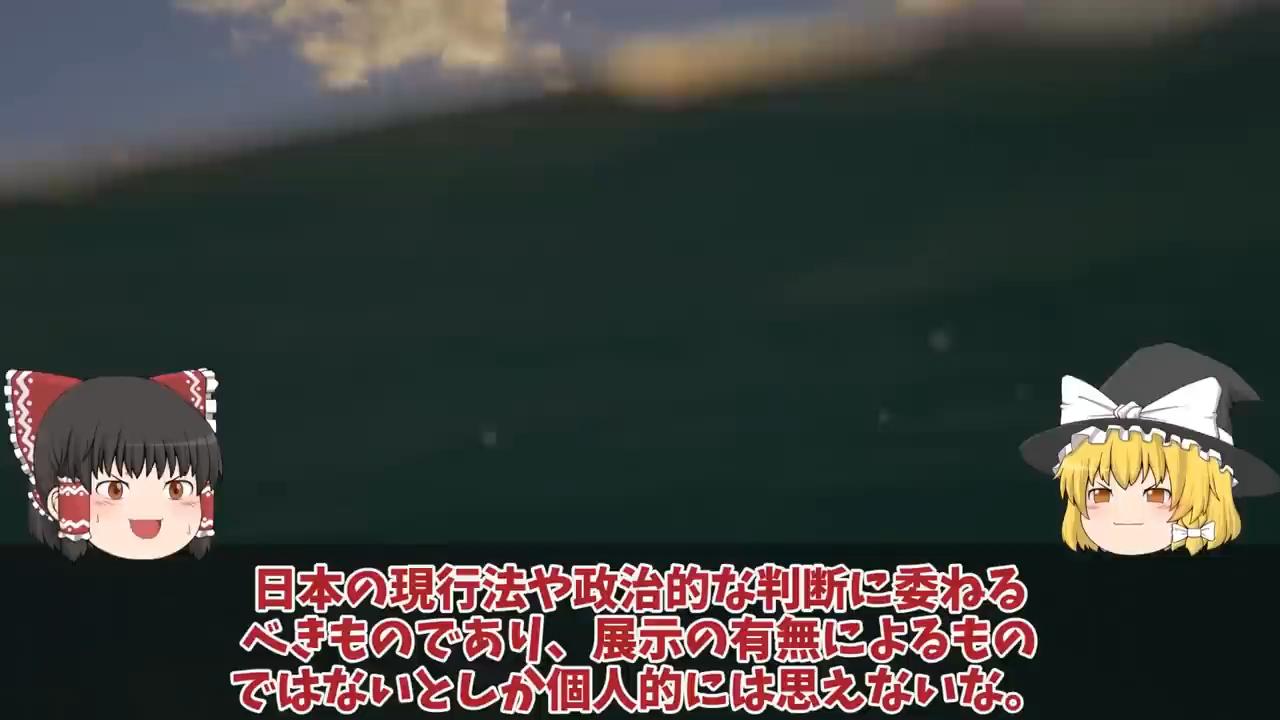 日本の現行法や政治的な判断に委ねる
べきものであり、展示の有無によるもの
ではないとしか個人的には思えないな。